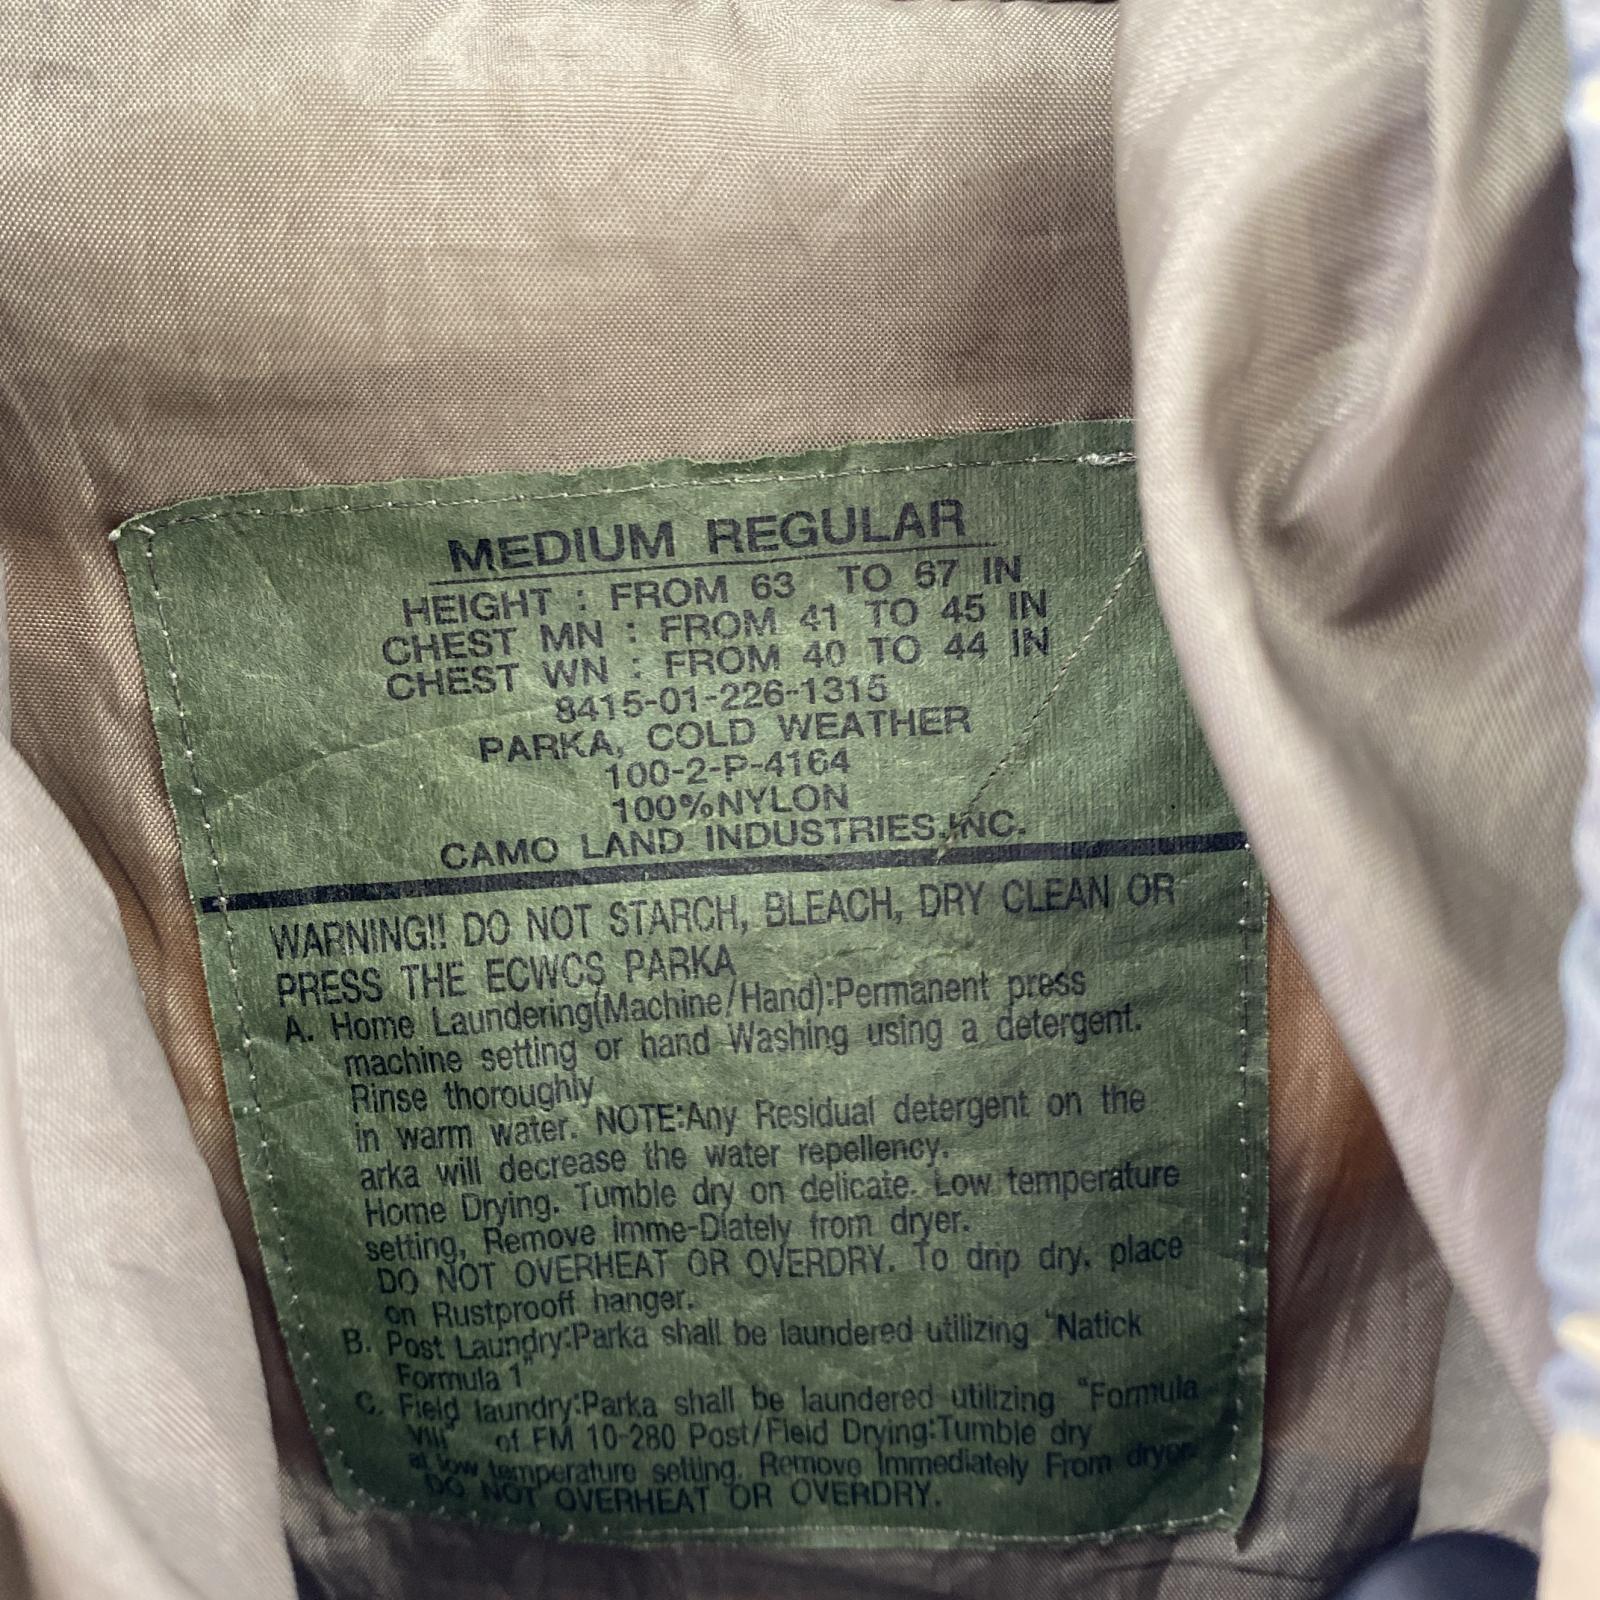 MEDIUM REGULAR
HEIGHT : FROM 63 TO 67 IN
CHEST MN : FROM 41 TO 45 IN
CHEST WN : FROM 40 TO 44 IN
8415-01-226-1315
PARKA, COLD WEATHER
100-2-P-4164
100%NYLON
CAMO LAND INDUSTRIES.INC.
WARNING!! DO NOT STARCH, BLEACH, DRY CLEAN OR
PRESS THE ECWCS PARKA
A. Home Laundering(Machine/Hand):Permanent press
machine setting or hand Washing using a detergent.
Rinse thoroughly
in warm water. NOTE:Any Residual detergent on the
arka will decrease the water repellency.
Home Drying. Tumble dry on delicate. Low temperature
setting, Remove Imme-Diately from dryer.
DO NOT OVERHEAT OR OVERDRY. To drip dry, place
on Rustprooff hanger.
B. Post Laundry:Parka shall be laundered utilizing "Natick
Formula 1"
C. Field laundry:Parka shall be laundered utilizing "Formula
VIII" of FM 10-280 Post/Field Drying:Tumble dry
at low temperature setting. Remove Immediately From dryer.
DO NOT OVERHEAT OR OVERDRY.